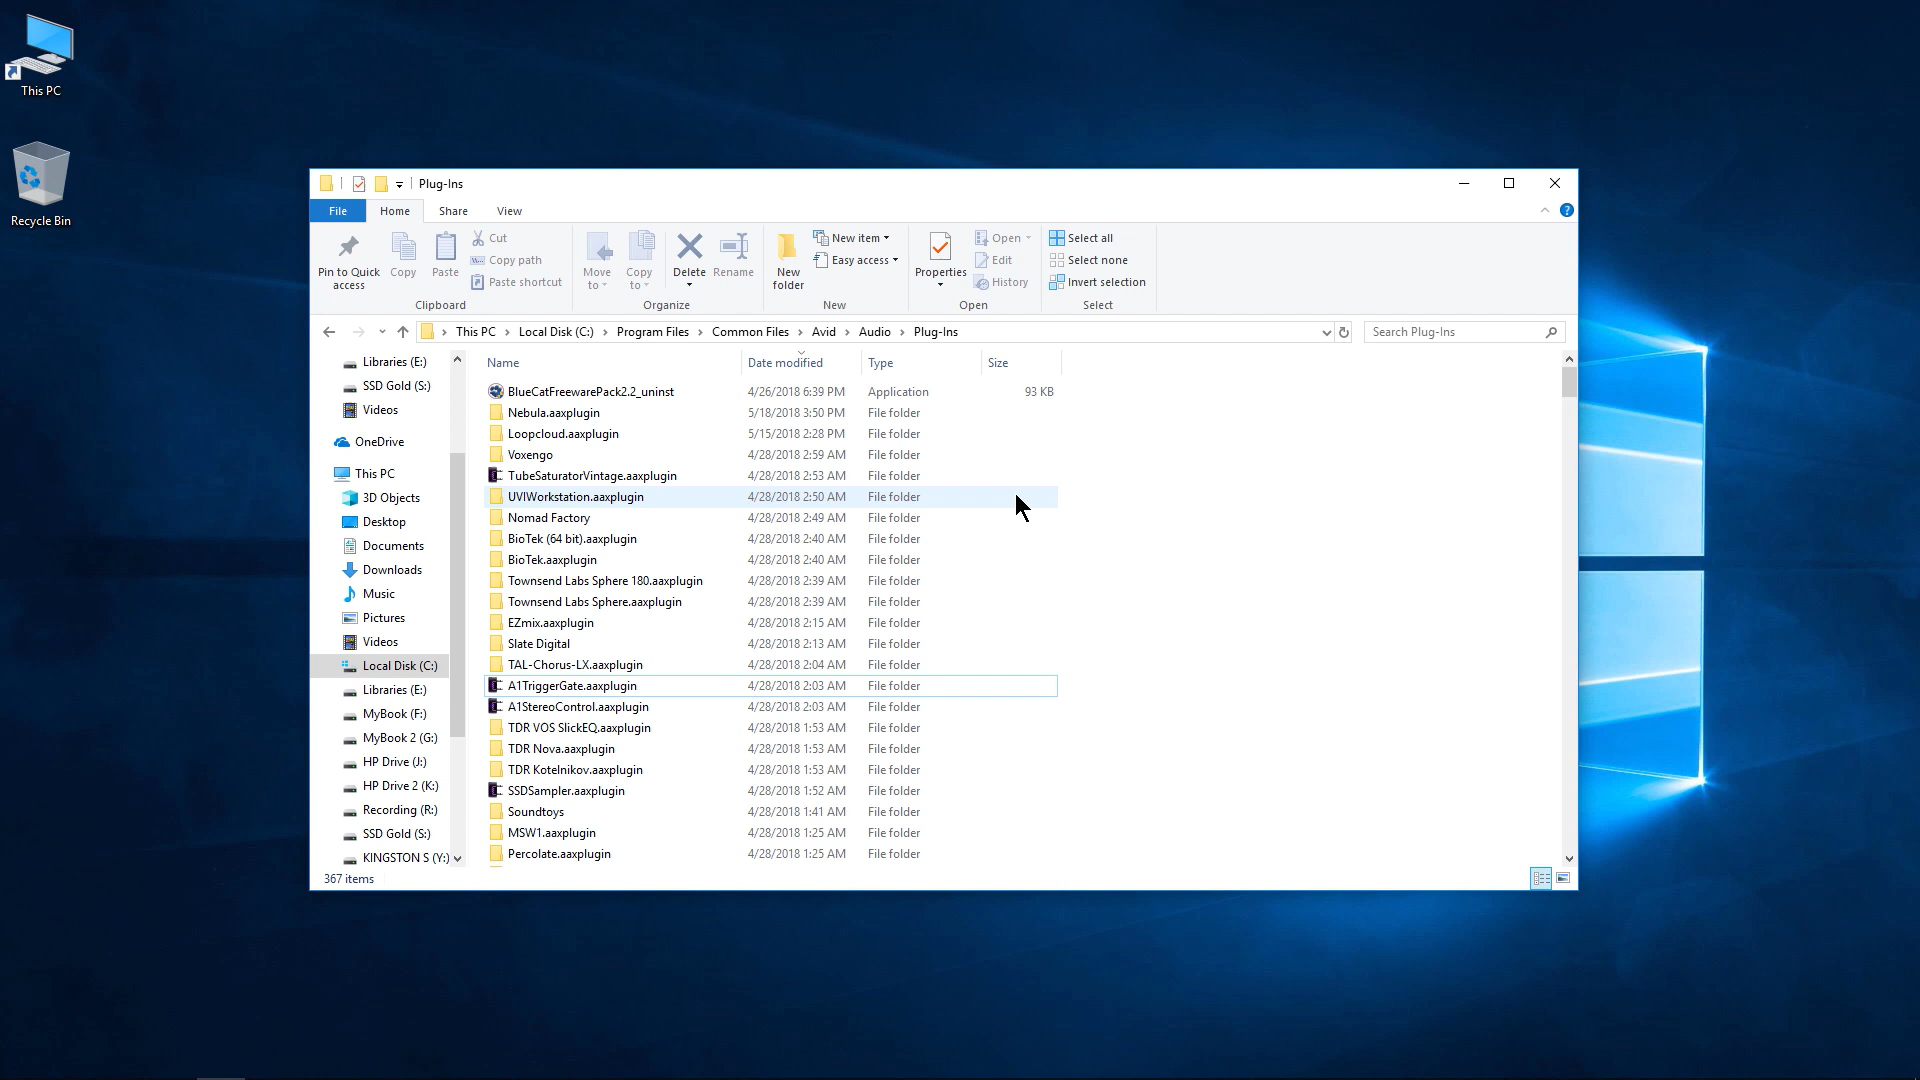 This PC
Recycle Bin
Plug-Ins
File Home Share View
Pin to Quick access
Copy
Paste
Cut
Copy path
Paste shortcut
Clipboard
Move to
Copy to
Delete
Rename
Organize
New folder
New item
Easy access
New
Properties
Open
Edit
History
Open
Select all
Select none
Invert selection
Select
This PC > Local Disk (C:) > Program Files > Common Files > Avid > Audio > Plug-Ins
Search Plug-Ins
Libraries (E:)
SSD Gold (S:)
Videos
OneDrive
This PC
3D Objects
Desktop
Documents
Downloads
Music
Pictures
Videos
Local Disk (C:)
Libraries (E:)
MyBook (F:)
MyBook 2 (G:)
HP Drive (J:)
HP Drive 2 (K:)
Recording (R:)
SSD Gold (S:)
KINGSTON S (Y:)
Name Date modified Type Size
BlueCatFreewarePack2.2_uninst 4/26/2018 6:39 PM Application 93 KB
Nebula.aaxplugin 5/18/2018 3:50 PM File folder
Loopcloud.aaxplugin 5/15/2018 2:28 PM File folder
Voxengo 4/28/2018 2:59 AM File folder
TubeSaturatorVintage.aaxplugin 4/28/2018 2:53 AM File folder
UVIWorkstation.aaxplugin 4/28/2018 2:50 AM File folder
Nomad Factory 4/28/2018 2:49 AM File folder
BioTek (64 bit).aaxplugin 4/28/2018 2:40 AM File folder
BioTek.aaxplugin 4/28/2018 2:40 AM File folder
Townsend Labs Sphere 180.aaxplugin 4/28/2018 2:39 AM File folder
Townsend Labs Sphere.aaxplugin 4/28/2018 2:39 AM File folder
EZmix.aaxplugin 4/28/2018 2:15 AM File folder
Slate Digital 4/28/2018 2:13 AM File folder
TAL-Chorus-LX.aaxplugin 4/28/2018 2:04 AM File folder
A1TriggerGate.aaxplugin 4/28/2018 2:03 AM File folder
A1StereoControl.aaxplugin 4/28/2018 2:03 AM File folder
TDR VOS SlickEQ.aaxplugin 4/28/2018 1:53 AM File folder
TDR Nova.aaxplugin 4/28/2018 1:53 AM File folder
TDR Kotelnikov.aaxplugin 4/28/2018 1:53 AM File folder
SSDSampler.aaxplugin 4/28/2018 1:52 AM File folder
Soundtoys 4/28/2018 1:41 AM File folder
MSW1.aaxplugin 4/28/2018 1:25 AM File folder
Percolate.aaxplugin 4/28/2018 1:25 AM File folder
367 items